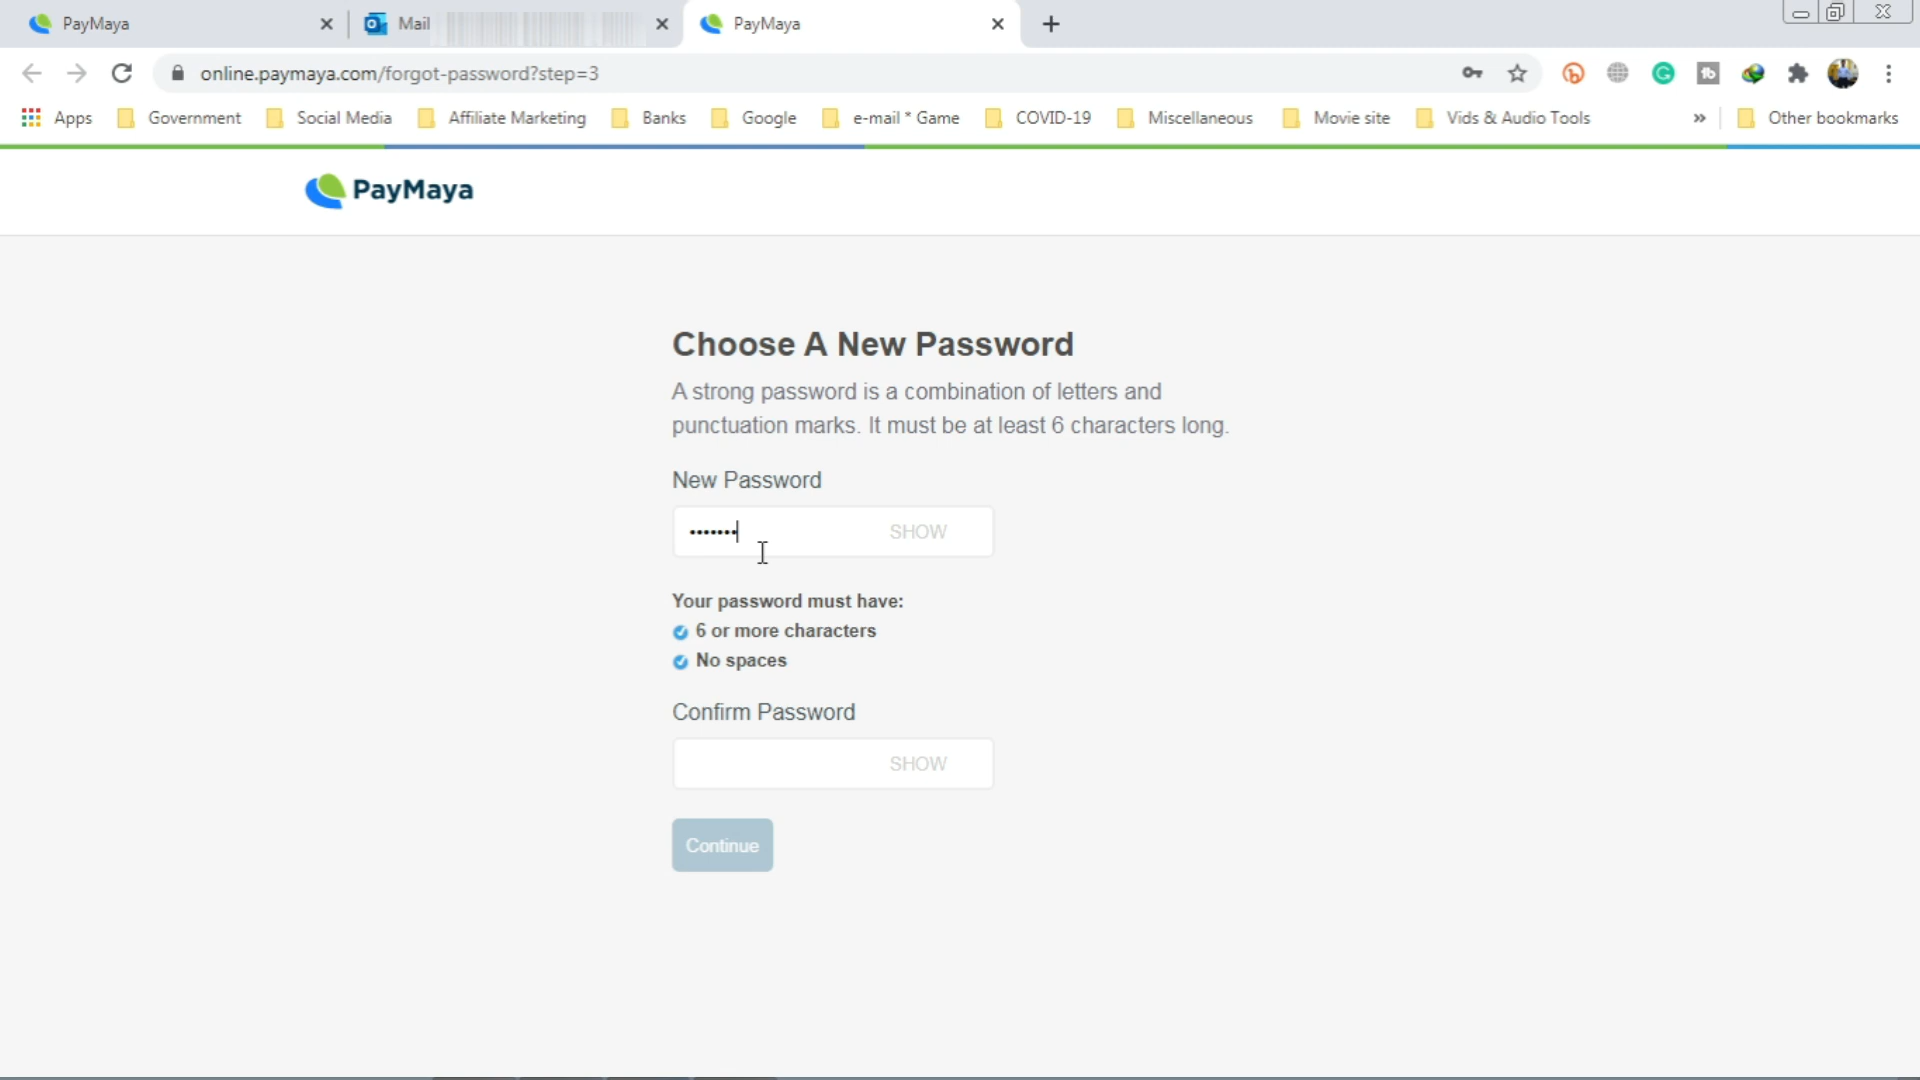 PayMaya
Mail
PayMaya
online.paymaya.com/forgot-password?step=3
Apps
Government
Social Media
Affiliate Marketing
Banks
Google
e-mail * Game
COVID-19
Miscellaneous
Movie site
Vids & Audio Tools
»
Other bookmarks
PayMaya
Choose A New Password
A strong password is a combination of letters and
punctuation marks. It must be at least 6 characters long.
New Password
•••••••
SHOW
Your password must have:
6 or more characters
No spaces
Confirm Password
SHOW
Continue